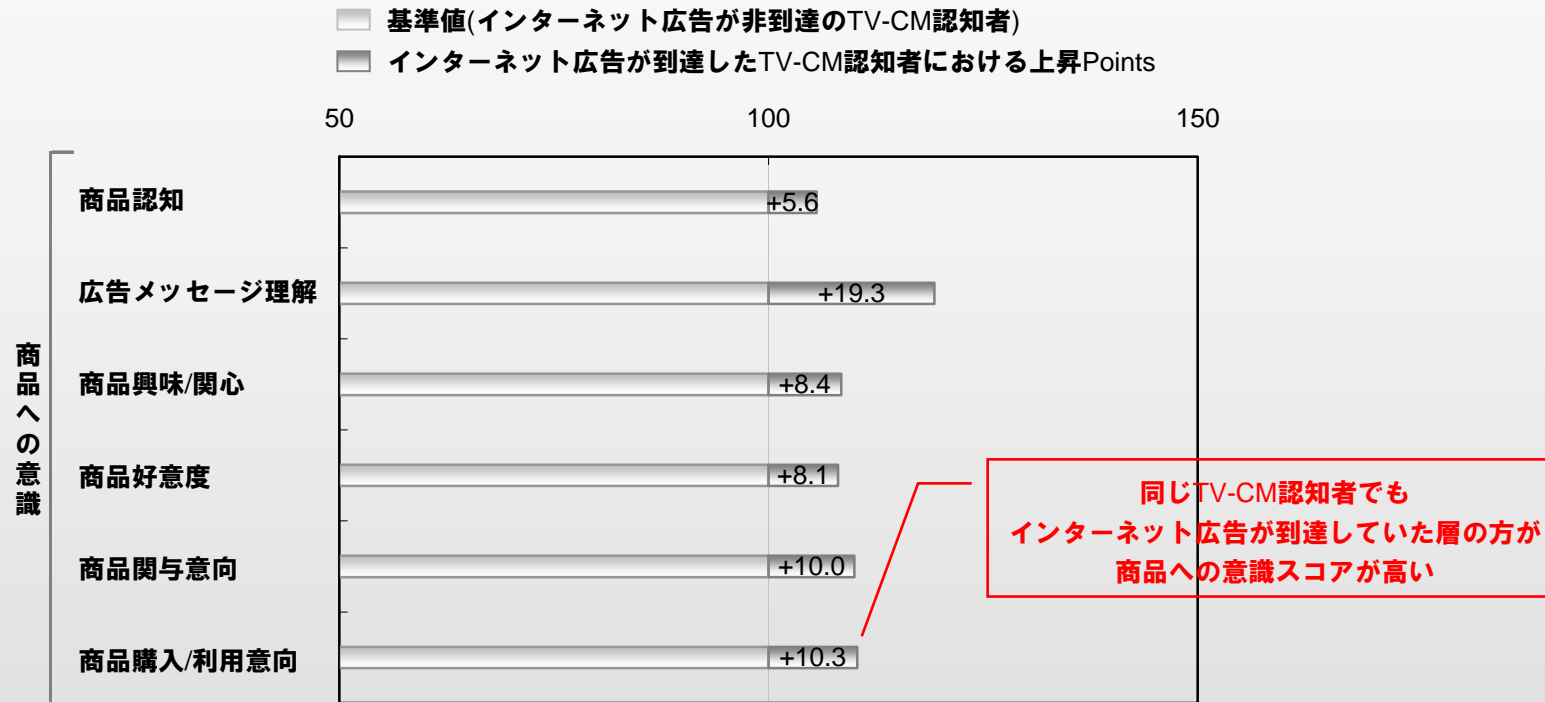 基準値(インターネット広告が非到達のTV-CM認知者)
インターネット広告が到達したTV-CM認知者における上昇Points
50 100 150
商品への意識
商品認知 +5.6
広告メッセージ理解 +19.3
商品興味/関心 +8.4
商品好意度 +8.1
商品関与意向 +10.0
商品購入/利用意向 +10.3
同じTV-CM認知者でも
インターネット広告が到達していた層の方が
商品への意識スコアが高い